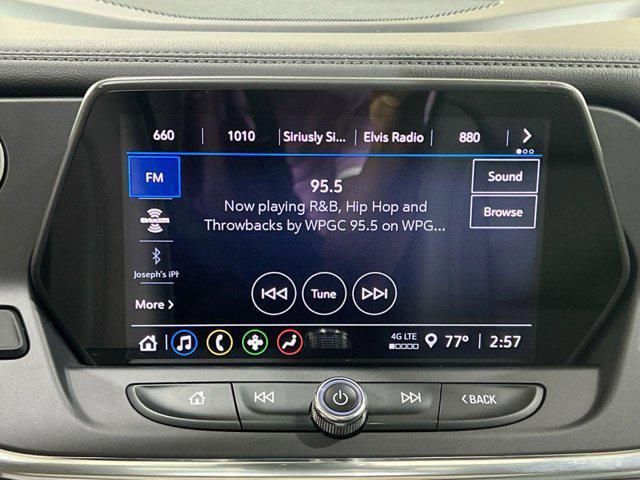 660 1010 Siriusly Si... Elvis Radio 880
FM
95.5
Now playing R&B, Hip Hop and
Throwbacks by WPGC 95.5 on WPG...
Sound
Browse
SiriusXM
Joseph's iPh
More
Tune
4G LTE
77° 2:57
BACK